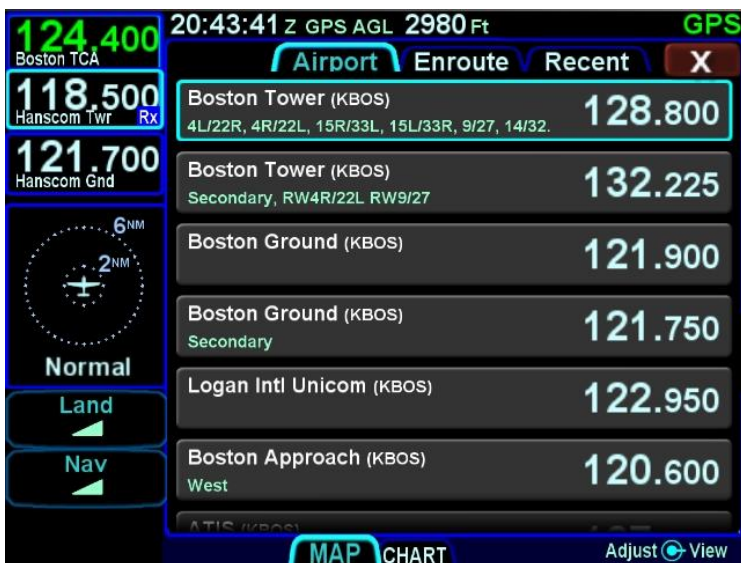 124.400
Boston TCA
118.500
Hanscom Twr Rx
121.700
Hanscom Gnd
6NM
2NM
Normal
Land
Nav
20:43:41 Z GPS AGL 2980 Ft GPS
Airport Enroute Recent X
Boston Tower (KBOS)
4L/22R, 4R/22L, 15R/33L, 15L/33R, 9/27, 14/32.
128.800
Boston Tower (KBOS)
Secondary, RW4R/22L RW9/27
132.225
Boston Ground (KBOS)
121.900
Boston Ground (KBOS)
Secondary
121.750
Logan Intl Unicom (KBOS)
122.950
Boston Approach (KBOS)
West
120.600
ATIS (KBOS)
MAP CHART Adjust View